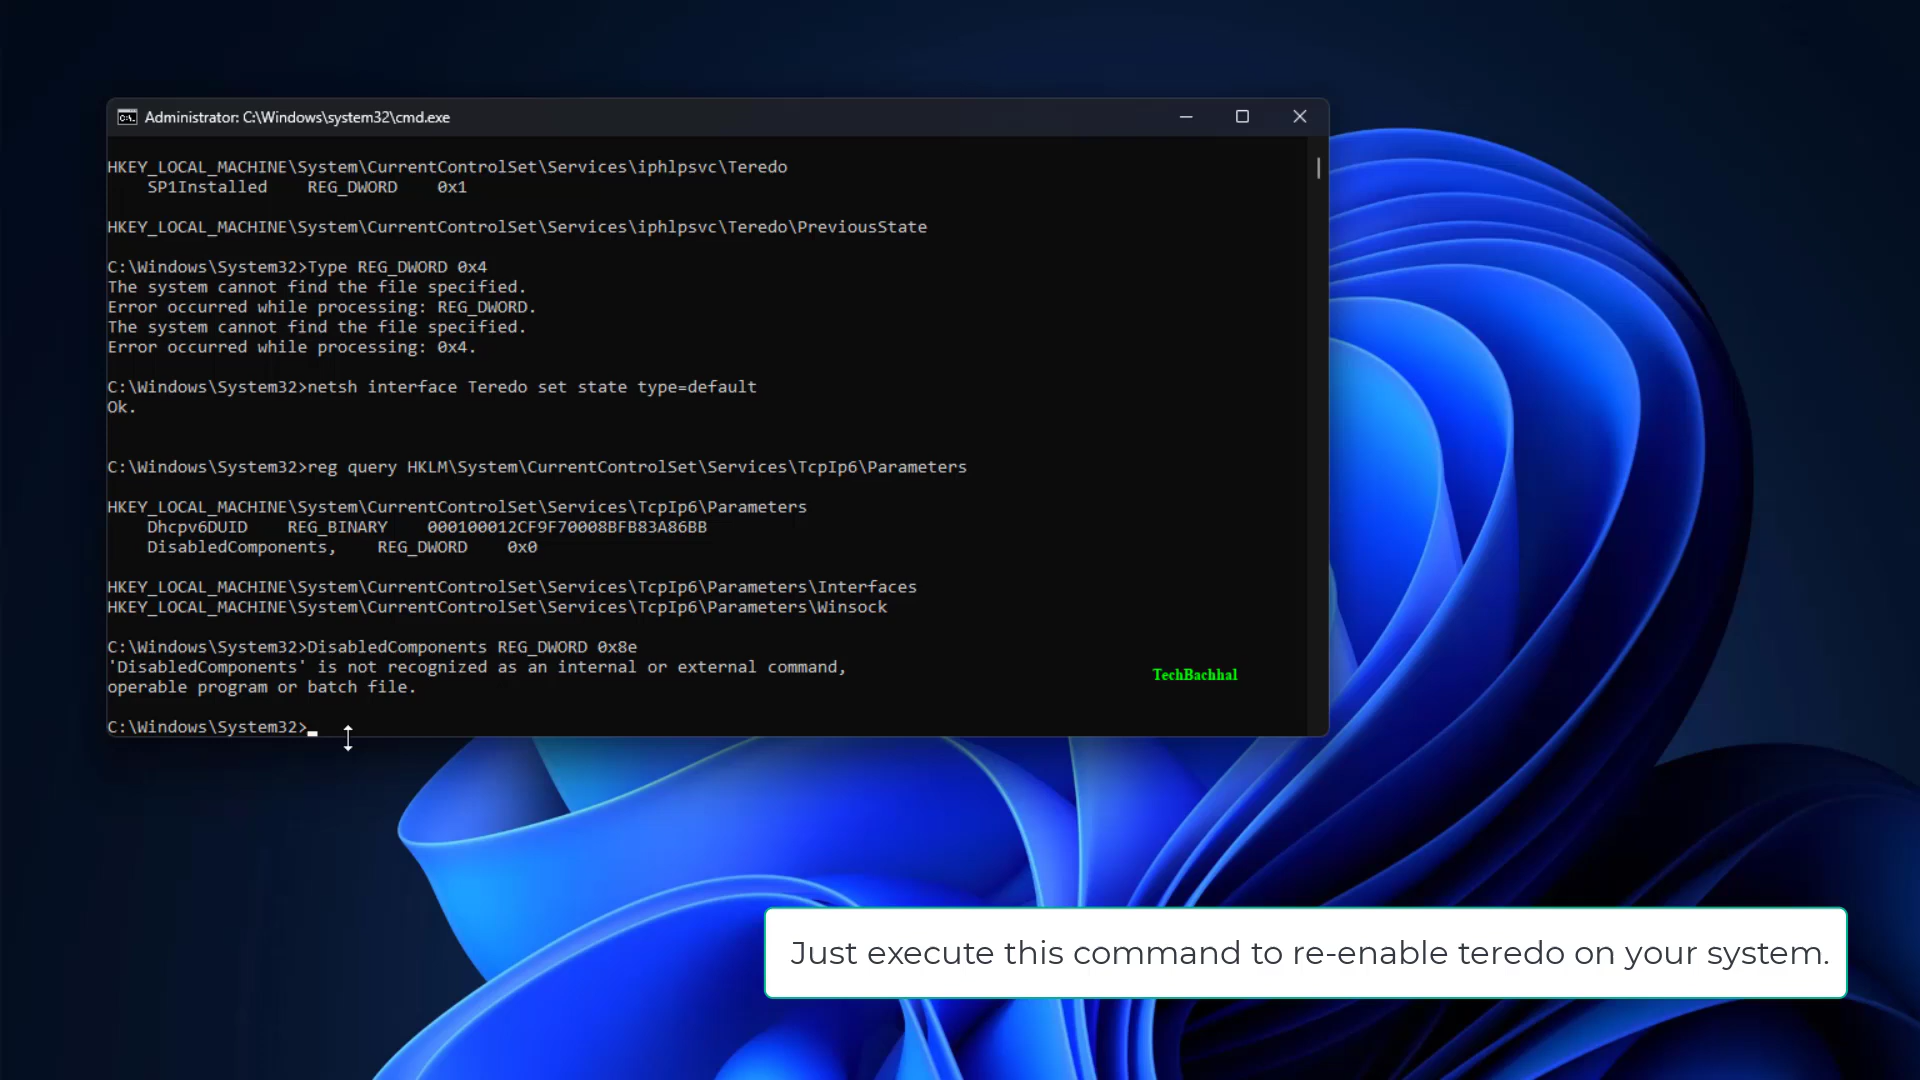 Administrator: C:\Windows\system32\cmd.exe
HKEY_LOCAL_MACHINE\System\CurrentControlSet\Services\iphlpsvc\Teredo
SP1Installed    REG_DWORD    0x1
HKEY_LOCAL_MACHINE\System\CurrentControlSet\Services\iphlpsvc\Teredo\PreviousState
C:\Windows\System32>Type REG_DWORD 0x4
The system cannot find the file specified.
Error occurred while processing: REG_DWORD.
The system cannot find the file specified.
Error occurred while processing: 0x4.
C:\Windows\System32>netsh interface Teredo set state type=default
Ok.
C:\Windows\System32>reg query HKLM\System\CurrentControlSet\Services\TcpIp6\Parameters
HKEY_LOCAL_MACHINE\System\CurrentControlSet\Services\TcpIp6\Parameters
Dhcpv6DUID    REG_BINARY    000100012CF9F70008BFB83A86BB
DisabledComponents,    REG_DWORD    0x0
HKEY_LOCAL_MACHINE\System\CurrentControlSet\Services\TcpIp6\Parameters\Interfaces
HKEY_LOCAL_MACHINE\System\CurrentControlSet\Services\TcpIp6\Parameters\Winsock
C:\Windows\System32>DisabledComponents REG_DWORD 0x8e
'DisabledComponents' is not recognized as an internal or external command,
operable program or batch file.
TechBachhal
C:\Windows\System32>
Just execute this command to re-enable teredo on your system.